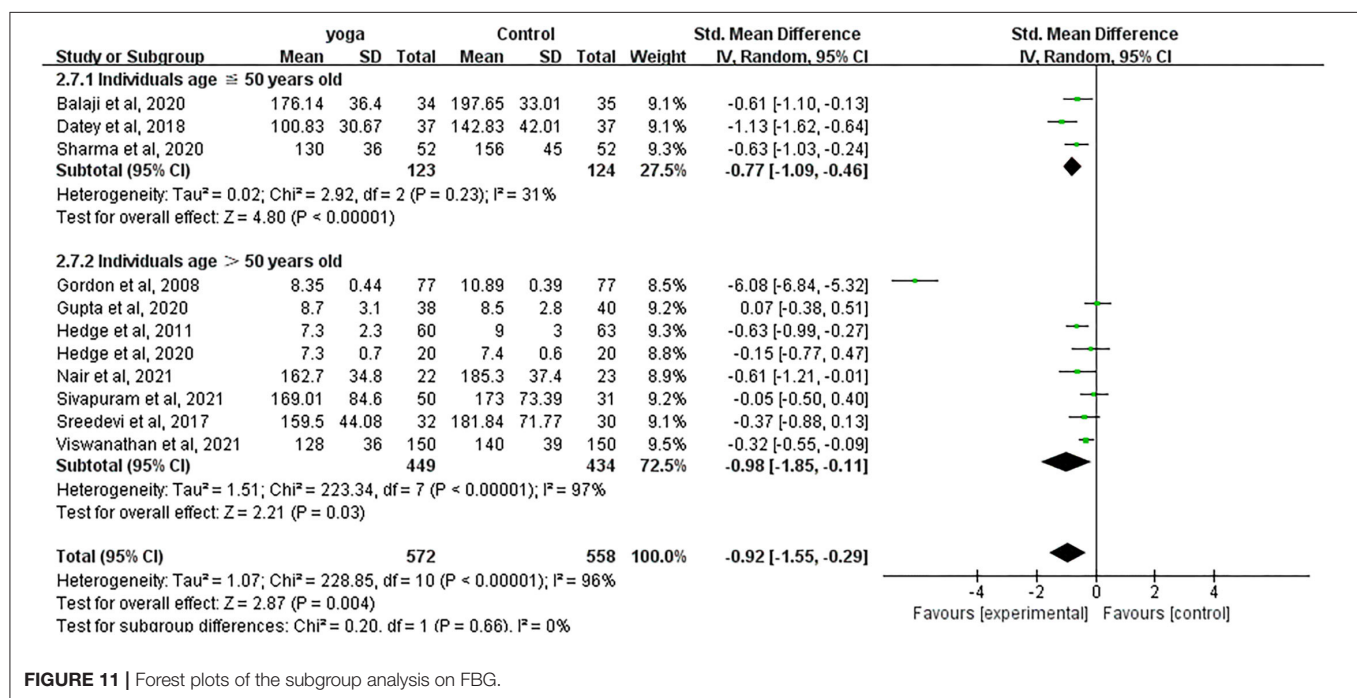 yoga Control Std. Mean Difference Std. Mean Difference
Study or Subgroup Mean SD Total Mean SD Total Weight IV, Random, 95% CI IV, Random, 95% CI
2.7.1 Individuals age ≦ 50 years old
Balaji et al, 2020 176.14 36.4 34 197.65 33.01 35 9.1% -0.61 [-1.10, -0.13]
Datey et al, 2018 100.83 30.67 37 142.83 42.01 37 9.1% -1.13 [-1.62, -0.64]
Sharma et al, 2020 130 36 52 156 45 52 9.3% -0.63 [-1.03, -0.24]
Subtotal (95% CI) 123 124 27.5% -0.77 [-1.09, -0.46]
Heterogeneity: Tau² = 0.02; Chi² = 2.92, df = 2 (P = 0.23); I² = 31%
Test for overall effect: Z = 4.80 (P < 0.00001)
2.7.2 Individuals age > 50 years old
Gordon et al, 2008 8.35 0.44 77 10.89 0.39 77 8.5% -6.08 [-6.84, -5.32]
Gupta et al, 2020 8.7 3.1 38 8.5 2.8 40 9.2% 0.07 [-0.38, 0.51]
Hedge et al, 2011 7.3 2.3 60 9 3 63 9.3% -0.63 [-0.99, -0.27]
Hedge et al, 2020 7.3 0.7 20 7.4 0.6 20 8.8% -0.15 [-0.77, 0.47]
Nair et al, 2021 162.7 34.8 22 185.3 37.4 23 8.9% -0.61 [-1.21, -0.01]
Sivapuram et al, 2021 169.01 84.6 50 173 73.39 31 9.2% -0.05 [-0.50, 0.40]
Sreedevi et al, 2017 159.5 44.08 32 181.84 71.77 30 9.1% -0.37 [-0.88, 0.13]
Viswanathan et al, 2021 128 36 150 140 39 150 9.5% -0.32 [-0.55, -0.09]
Subtotal (95% CI) 449 434 72.5% -0.98 [-1.85, -0.11]
Heterogeneity: Tau² = 1.51; Chi² = 223.34, df = 7 (P < 0.00001); I² = 97%
Test for overall effect: Z = 2.21 (P = 0.03)
Total (95% CI) 572 558 100.0% -0.92 [-1.55, -0.29]
Heterogeneity: Tau² = 1.07; Chi² = 228.85, df = 10 (P < 0.00001); I² = 96%
Test for overall effect: Z = 2.87 (P = 0.004)
Test for subgroup differences: Chi² = 0.20, df = 1 (P = 0.66), I² = 0%
-4 -2 0 2 4
Favours [experimental] Favours [control]
FIGURE 11 | Forest plots of the subgroup analysis on FBG.